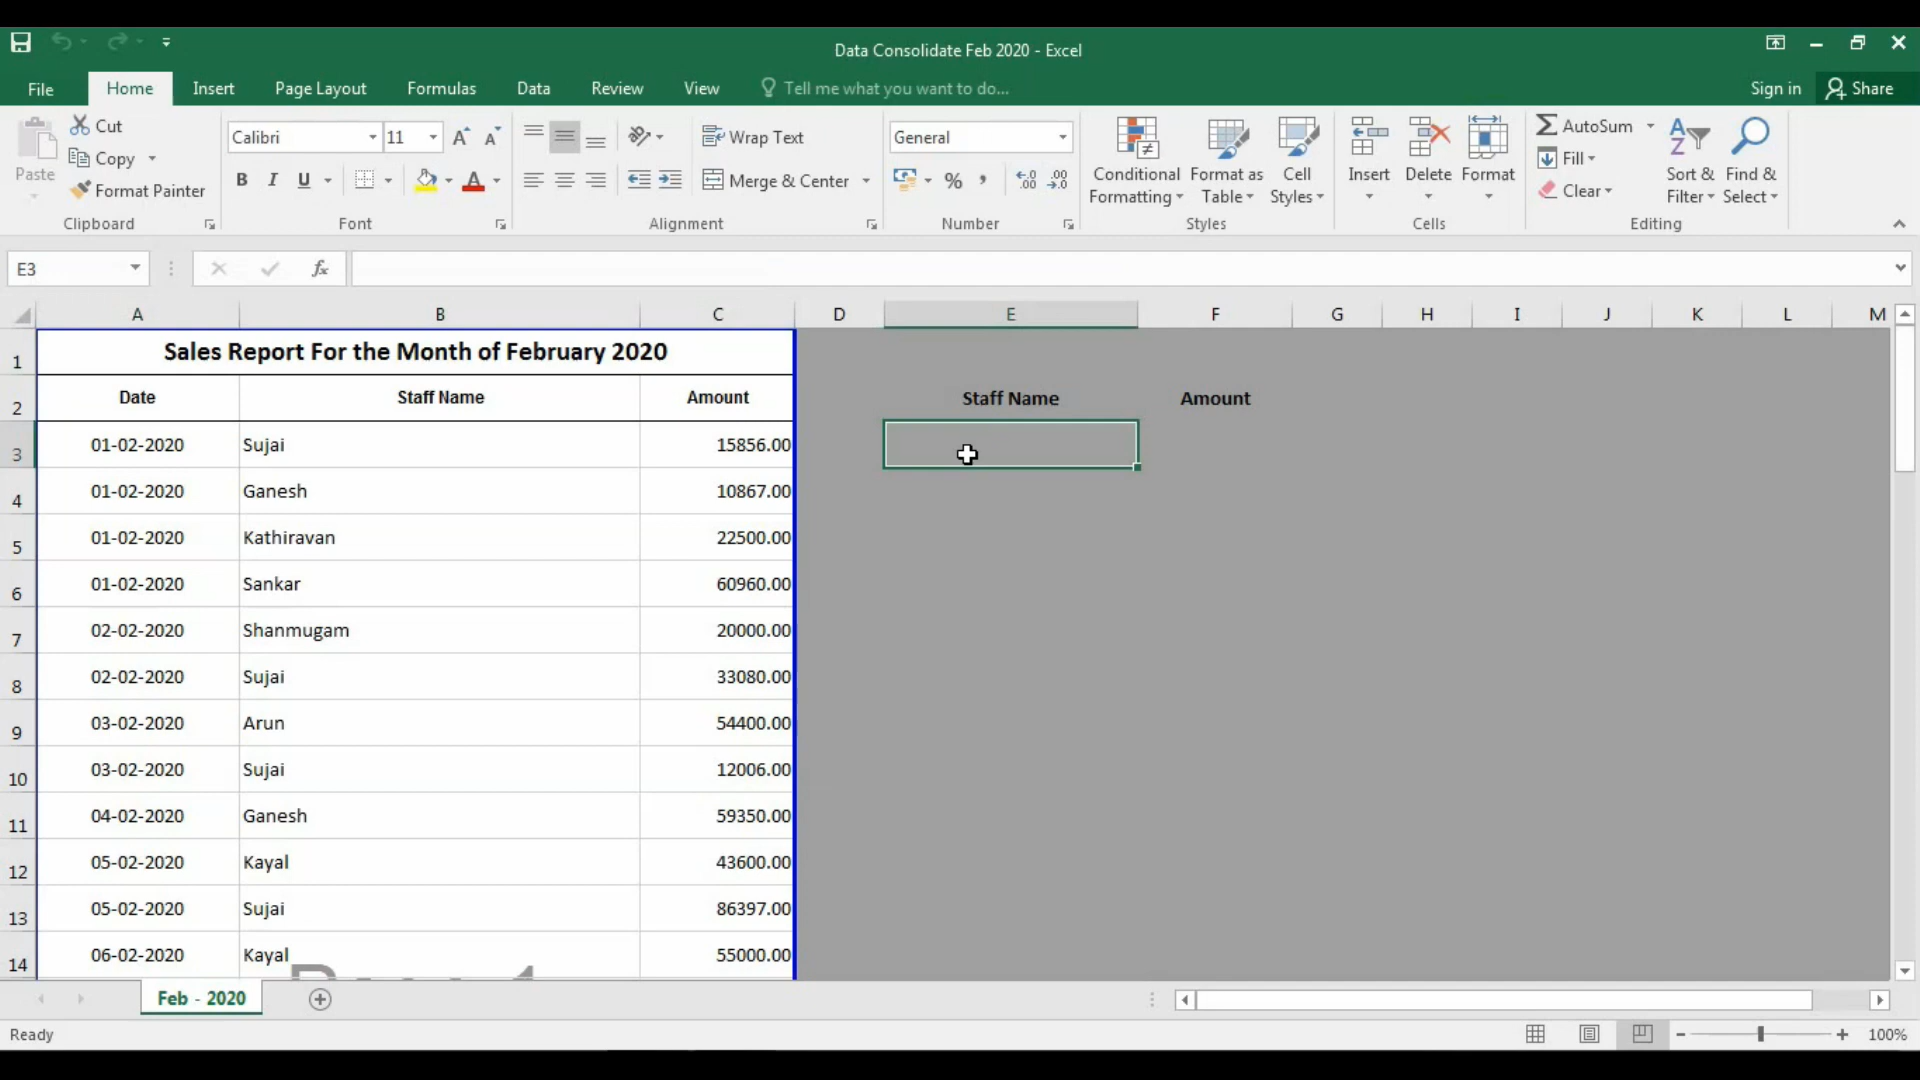 Data Consolidate Feb 2020 - Excel
File Home Insert Page Layout Formulas Data Review View Tell me what you want to do... Sign in Share
Paste Cut Copy Format Painter Clipboard
Calibri 11 B I U A A A Font
Wrap Text Merge & Center Alignment
General % , .00 .0 Number
Conditional Formatting Format as Table Cell Styles Styles
Insert Delete Format Cells
AutoSum Fill Clear Sort & Filter Find & Select Editing
E3 fx
A B C D E F G H I J K L M
1 Sales Report For the Month of February 2020
2 Date Staff Name Amount Staff Name Amount
3 01-02-2020 Sujai 15856.00
4 01-02-2020 Ganesh 10867.00
5 01-02-2020 Kathiravan 22500.00
6 01-02-2020 Sankar 60960.00
7 02-02-2020 Shanmugam 20000.00
8 02-02-2020 Sujai 33080.00
9 03-02-2020 Arun 54400.00
10 03-02-2020 Sujai 12006.00
11 04-02-2020 Ganesh 59350.00
12 05-02-2020 Kayal 43600.00
13 05-02-2020 Sujai 86397.00
14 06-02-2020 Kayal 55000.00
Feb - 2020
Ready 100%